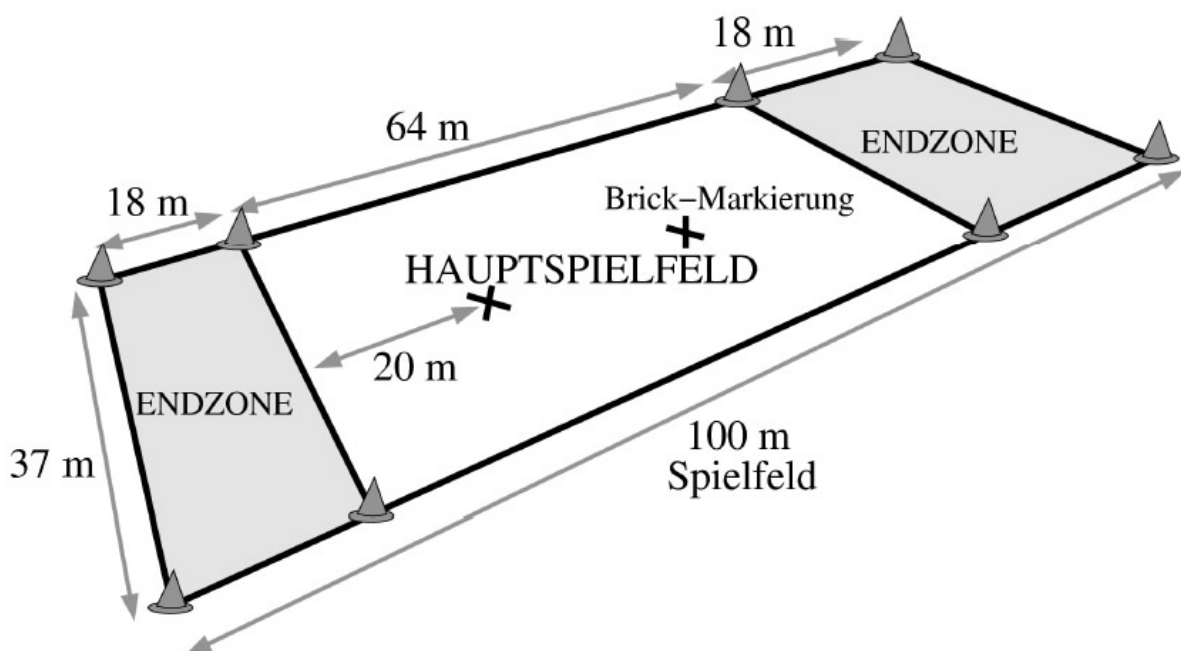 18 m
64 m
ENDZONE
18 m
Brick–Markierung
HAUPTSPIELFELD
20 m
ENDZONE
37 m
100 m
Spielfeld